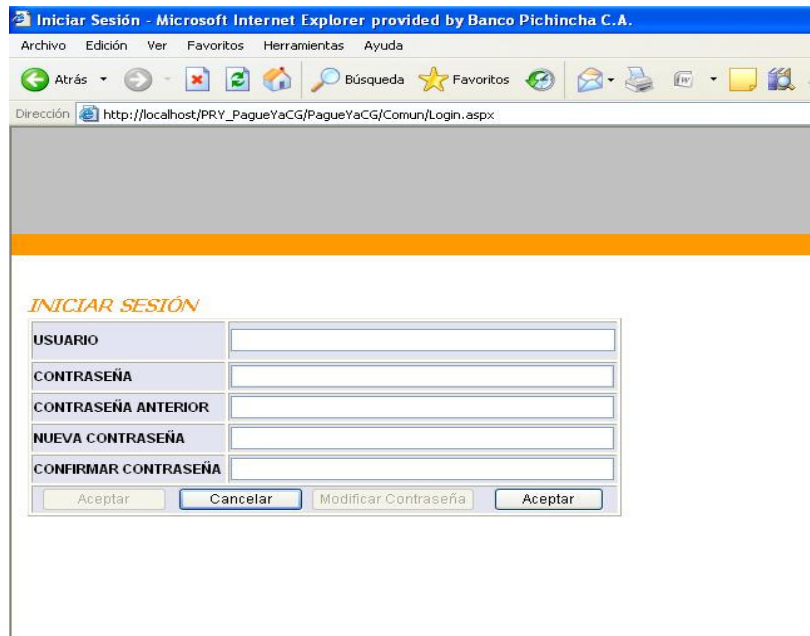 Iniciar Sesión - Microsoft Internet Explorer provided by Banco Pichincha C.A.
Archivo Edición Ver Favoritos Herramientas Ayuda
Atrás Búsqueda Favoritos
Dirección http://localhost/PRY_PagueYaCG/PagueYaCG/Comun/Login.aspx
INICIAR SESIÓN
USUARIO
CONTRASEÑA
CONTRASEÑA ANTERIOR
NUEVA CONTRASEÑA
CONFIRMAR CONTRASEÑA
Aceptar Cancelar Modificar Contraseña Aceptar